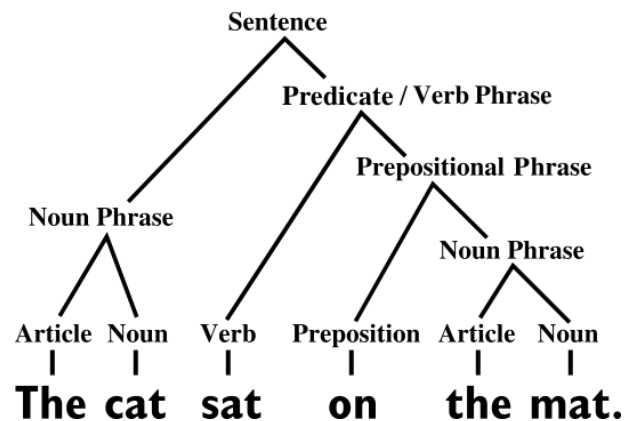 Sentence
Predicate / Verb Phrase
Prepositional Phrase
Noun Phrase
Noun Phrase
Article Noun Verb Preposition Article Noun
The cat sat on the mat.